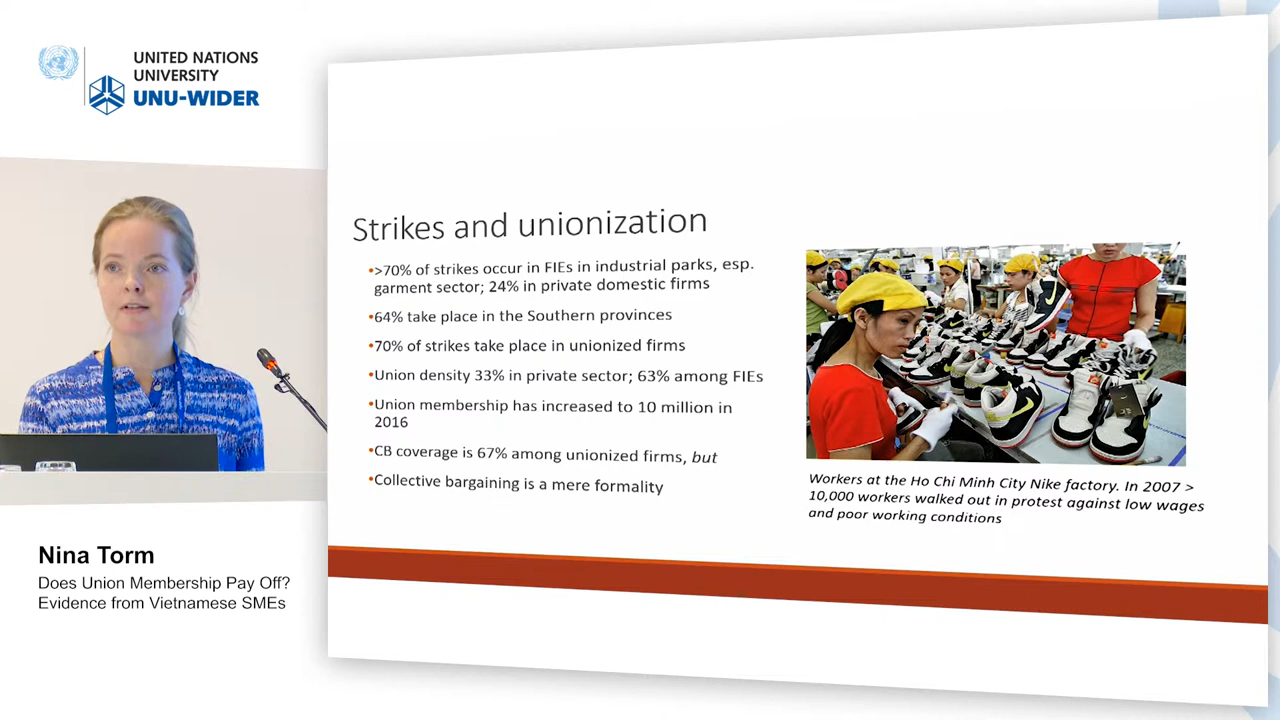 UNITED NATIONS
UNIVERSITY
UNU-WIDER
Strikes and unionization
•>70% of strikes occur in FIEs in industrial parks, esp.
garment sector; 24% in private domestic firms
•64% take place in the Southern provinces
•70% of strikes take place in unionized firms
•Union density 33% in private sector; 63% among FIEs
•Union membership has increased to 10 million in
2016
•CB coverage is 67% among unionized firms, but
•Collective bargaining is a mere formality
Workers at the Ho Chi Minh City Nike factory. In 2007 >
10,000 workers walked out in protest against low wages
and poor working conditions
Nina Torm
Does Union Membership Pay Off?
Evidence from Vietnamese SMEs